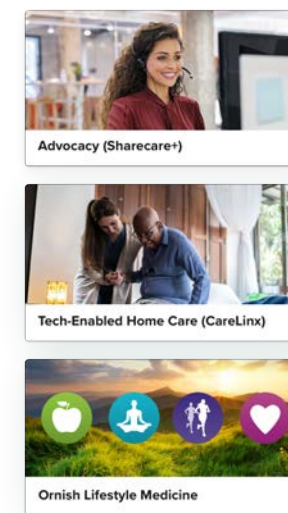 Advocacy (Sharecare+)
Tech-Enabled Home Care (CareLinx)
Ornish Lifestyle Medicine